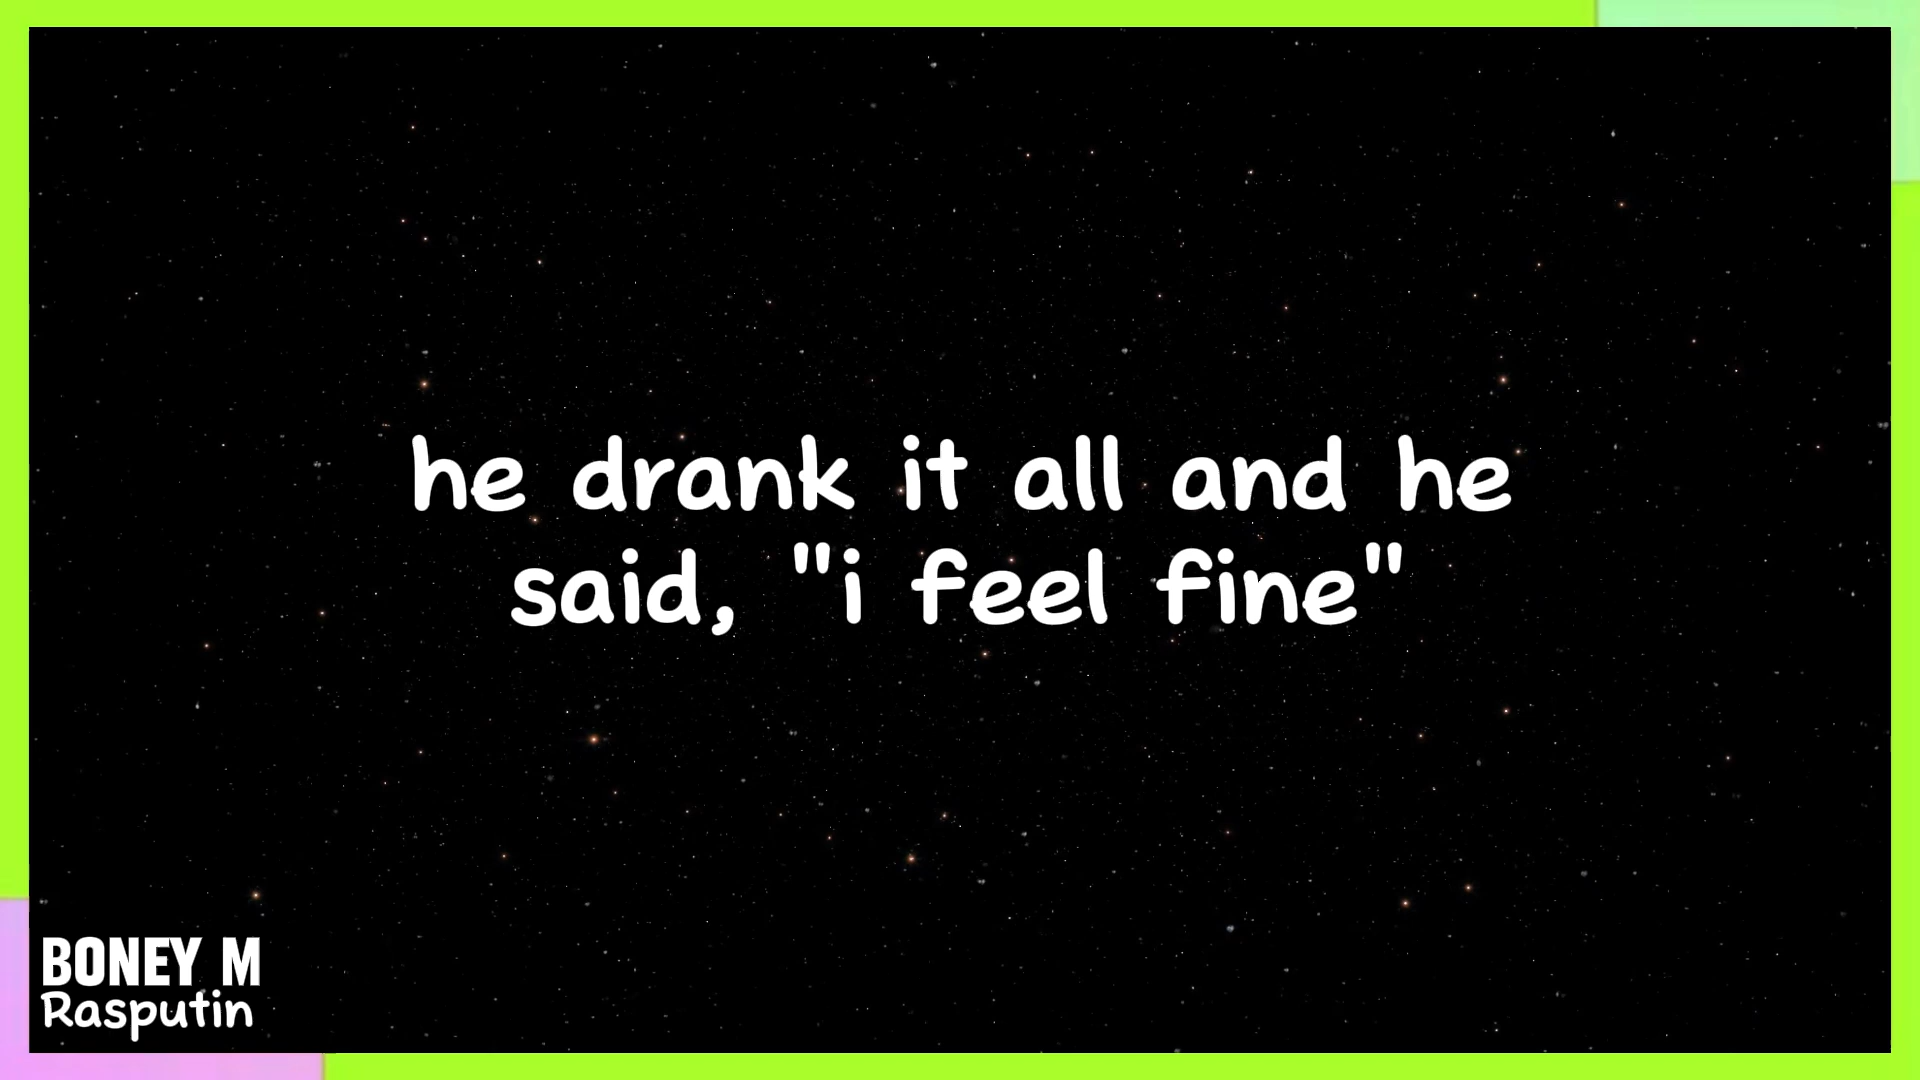 he drank it all and he
said, "i feel fine"
BONEY M
Rasputin